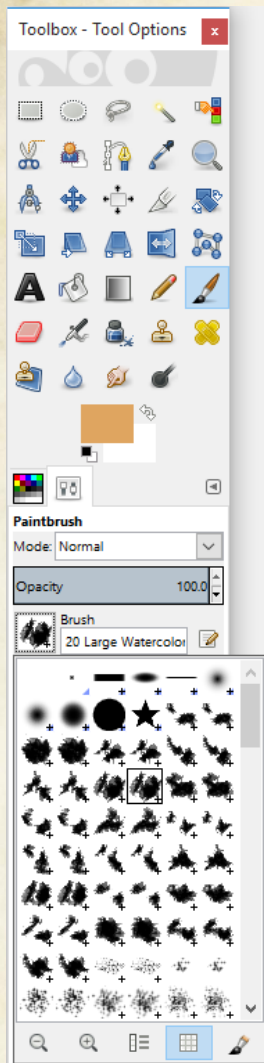 Toolbox - Tool Options
Paintbrush
Mode: Normal
Opacity 100.0
Brush
20 Large Watercolor